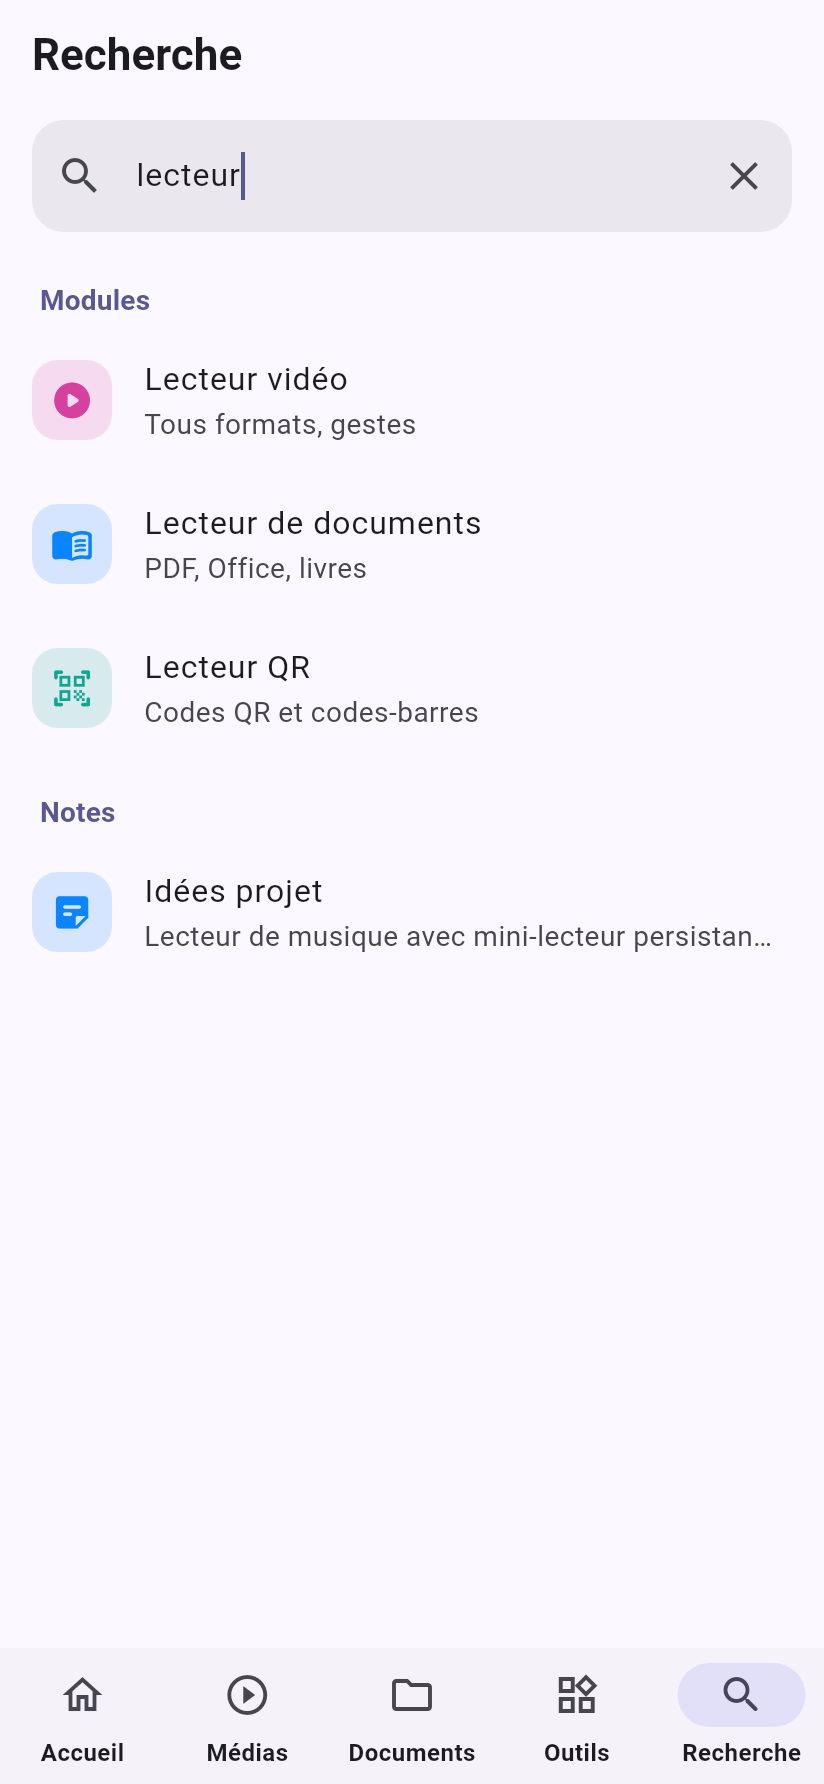 Recherche
lecteur
Modules
Lecteur vidéo
Tous formats, gestes
Lecteur de documents
PDF, Office, livres
Lecteur QR
Codes QR et codes-barres
Notes
Idées projet
Lecteur de musique avec mini-lecteur persistan…
Accueil
Médias
Documents
Outils
Recherche